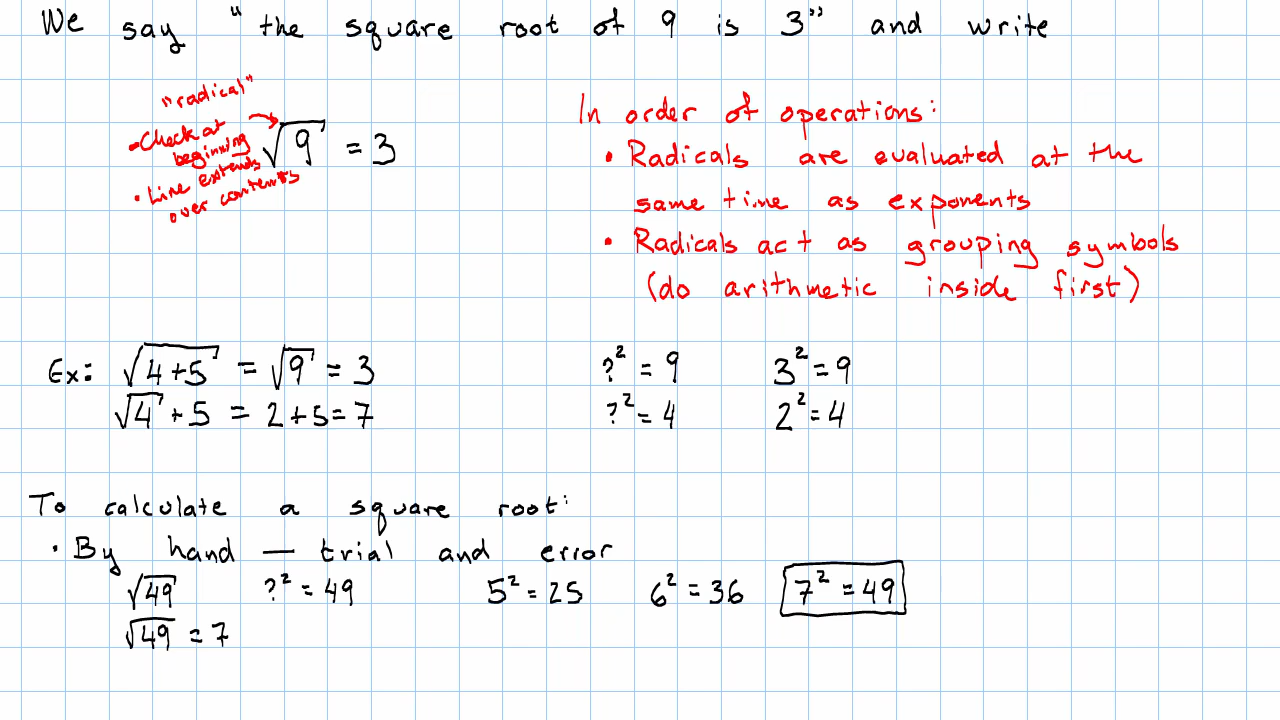 We say "the square root of 9 is 3" and write
"radical"
• Check at
beginning
• Line extends
over contents
√9 = 3
In order of operations:
• Radicals are evaluated at the
same time as exponents
• Radicals act as grouping symbols
(do arithmetic inside first)
Ex: √(4+5) = √9 = 3
?² = 9 3² = 9
√4 + 5 = 2 + 5 = 7
?² = 4 2² = 4
To calculate a square root:
• By hand — trial and error
√49 ?² = 49 5² = 25 6² = 36 7² = 49
√49 = 7